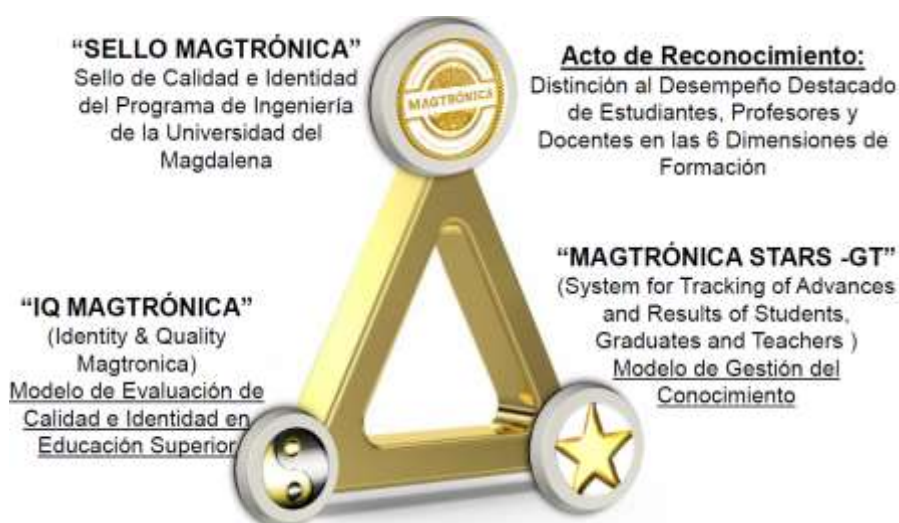 “SELLO MAGTRÓNICA”
Sello de Calidad e Identidad
del Programa de Ingeniería
de la Universidad del
Magdalena
MAGTRÓNICA
Acto de Reconocimiento:
Distinción al Desempeño Destacado
de Estudiantes, Profesores y
Docentes en las 6 Dimensiones de
Formación
“IQ MAGTRÓNICA”
(Identity & Quality
Magtronica)
Modelo de Evaluación de
Calidad e Identidad en
Educación Superior
“MAGTRÓNICA STARS -GT”
(System for Tracking of Advances
and Results of Students,
Graduates and Teachers )
Modelo de Gestión del
Conocimiento